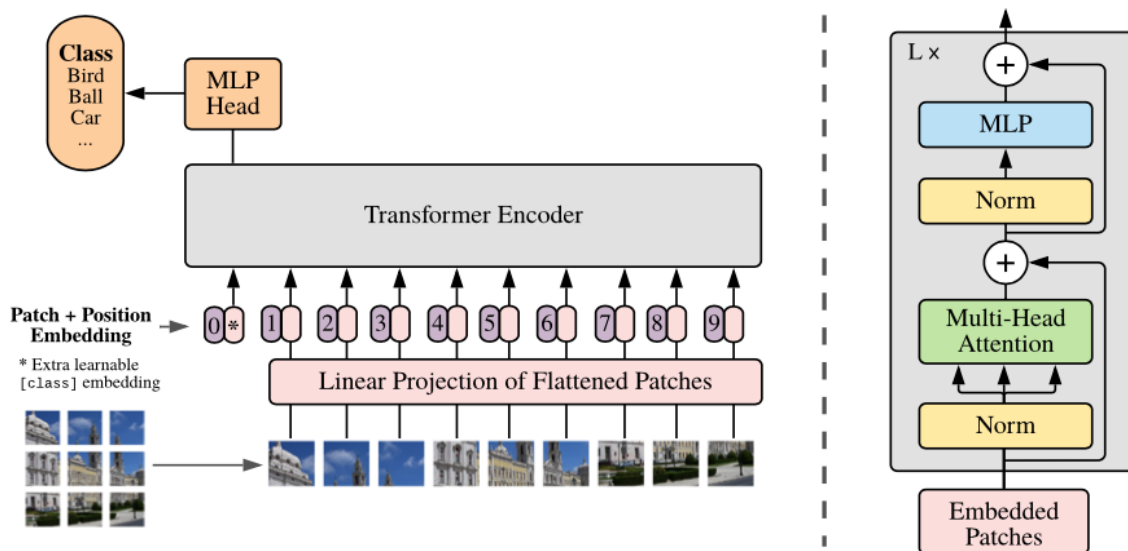 Class
Bird
Ball
Car
...
MLP
Head
Transformer Encoder
Patch + Position
Embedding
* Extra learnable
[class] embedding
0 * 1 2 3 4 5 6 7 8 9
Linear Projection of Flattened Patches
L ×
+
MLP
Norm
+
Multi-Head
Attention
Norm
Embedded
Patches